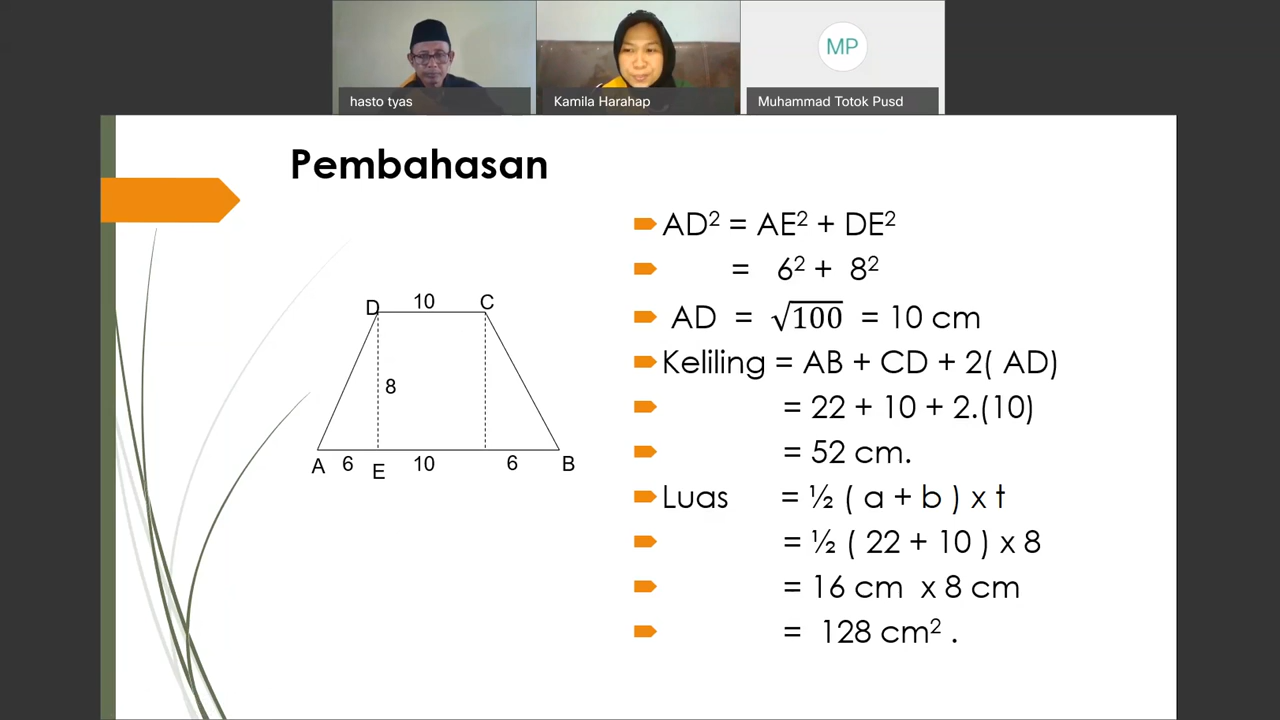 MP
hasto tyas
Kamila Harahap
Muhammad Totok Pusd
Pembahasan
AD² = AE² + DE²
= 6² + 8²
AD = √100 = 10 cm
Keliling = AB + CD + 2( AD)
= 22 + 10 + 2.(10)
= 52 cm.
Luas = ½ ( a + b ) x t
= ½ ( 22 + 10 ) x 8
= 16 cm x 8 cm
= 128 cm² .
D 10 C
8
A 6 E 10 6 B